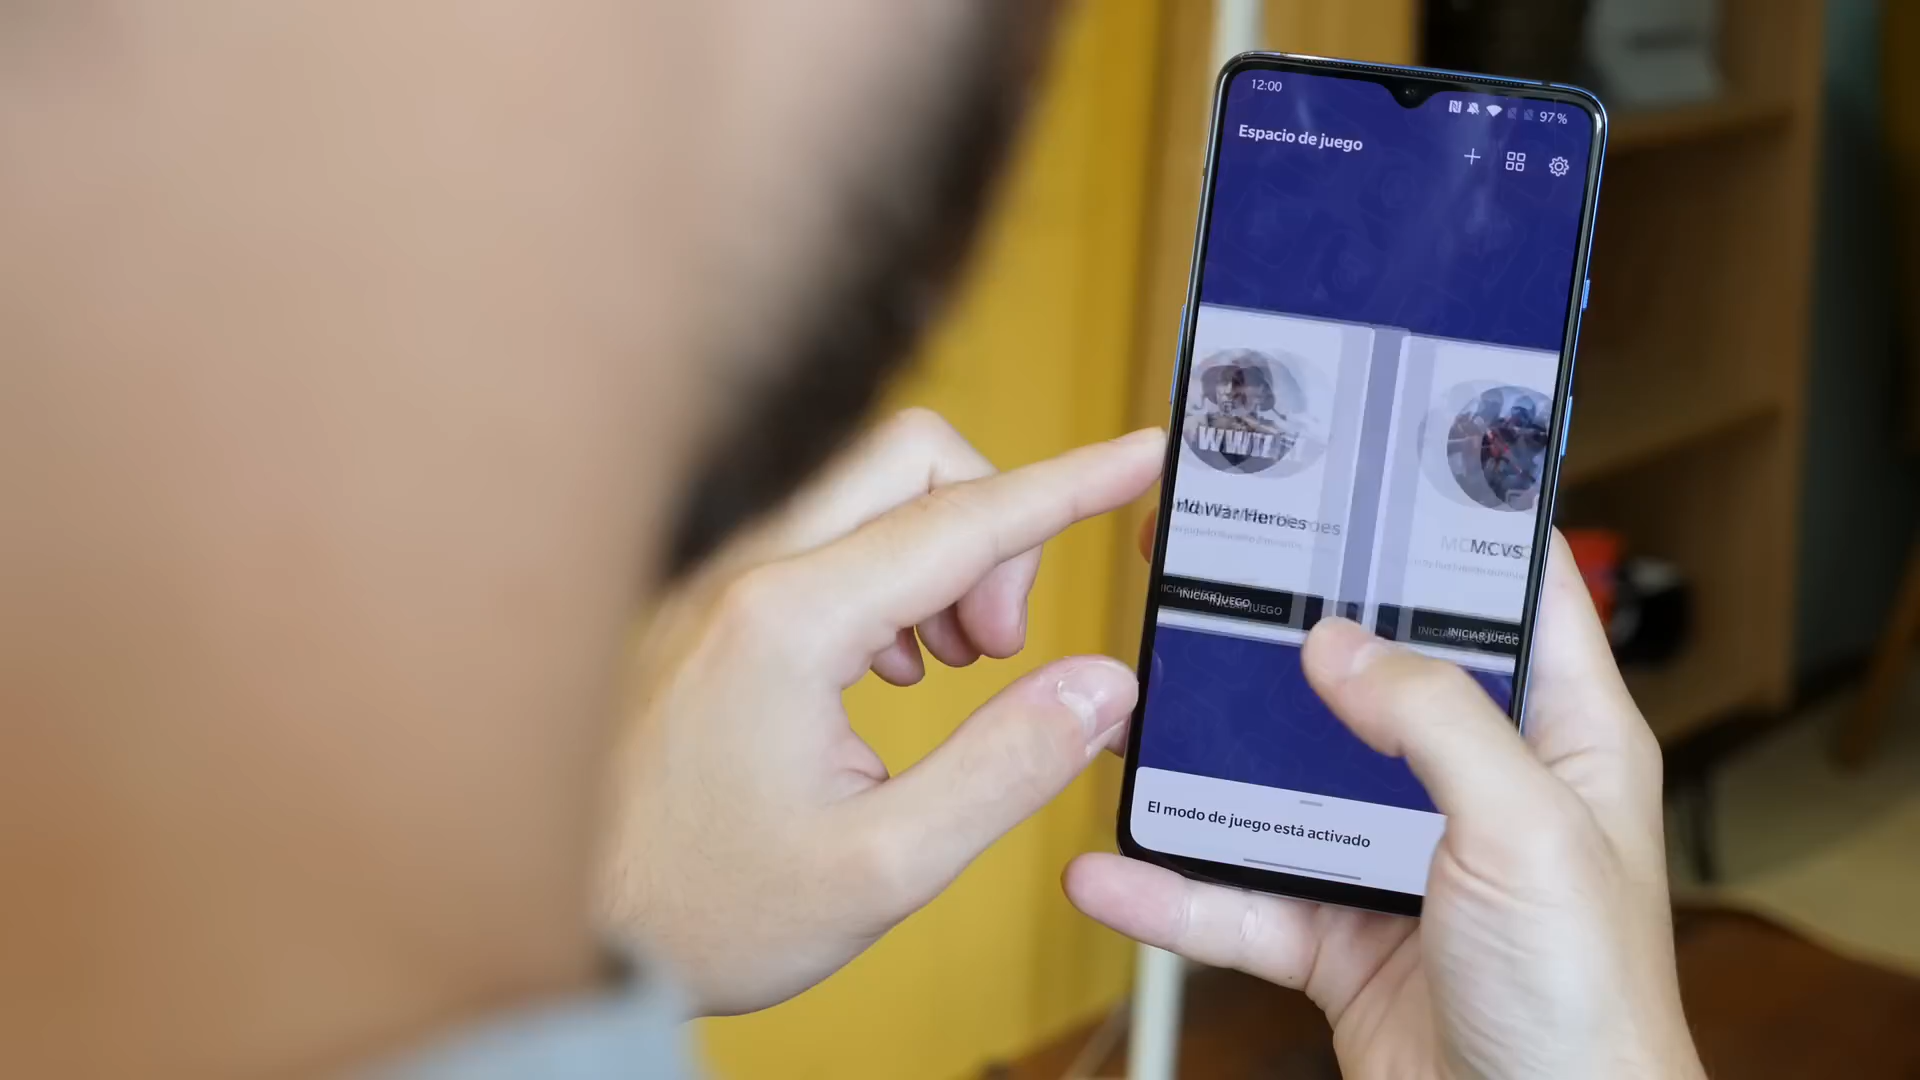 12:00
97%
Espacio de juego
WWII
nd War Heroes
MCVS
INICIAR JUEGO
INICIAR JUEGO
El modo de juego está activado